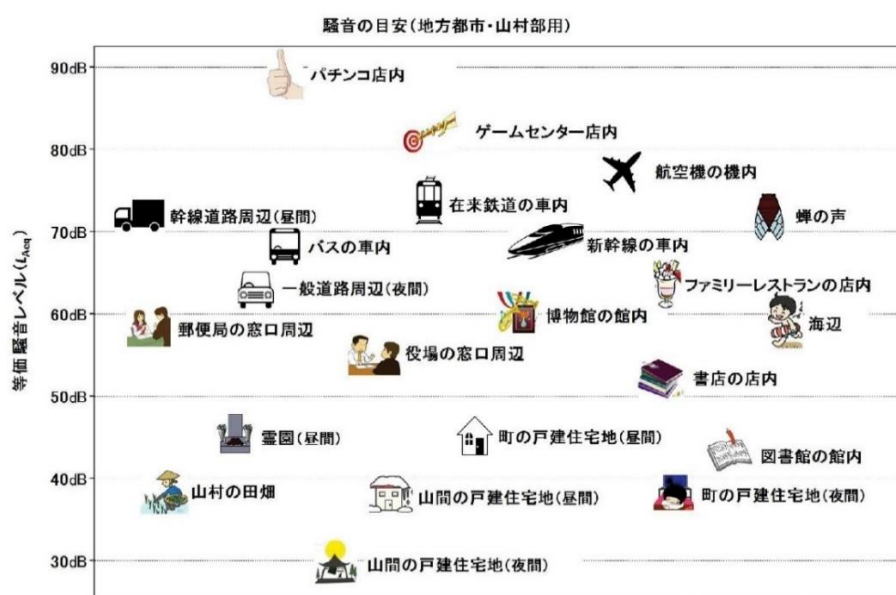 騒音の目安(地方都市・山村部用)
90dB
パチンコ店内
ゲームセンター店内
80dB
航空機の機内
在来鉄道の車内
幹線道路周辺(昼間)
蝉の声
70dB
バスの車内
新幹線の車内
一般道路周辺(夜間)
ファミリーレストランの店内
60dB
郵便局の窓口周辺
博物館の館内
海辺
役場の窓口周辺
書店の店内
50dB
霊園(昼間)
町の戸建住宅地(昼間)
図書館の館内
40dB
山村の田畑
山間の戸建住宅地(昼間)
町の戸建住宅地(夜間)
30dB
山間の戸建住宅地(夜間)
等価騒音レベル(LAeq)